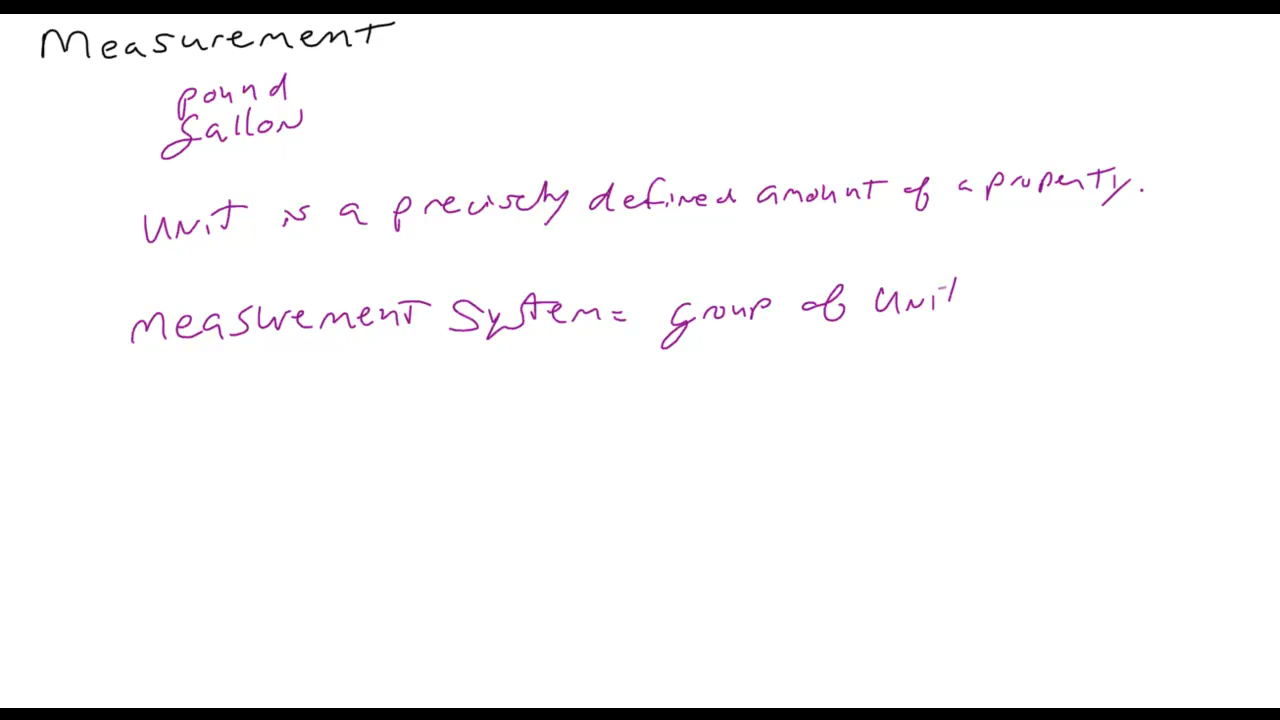 Measurement
pound
gallon
Unit is a precisely defined amount of a property.
Measurement System = group of Unit